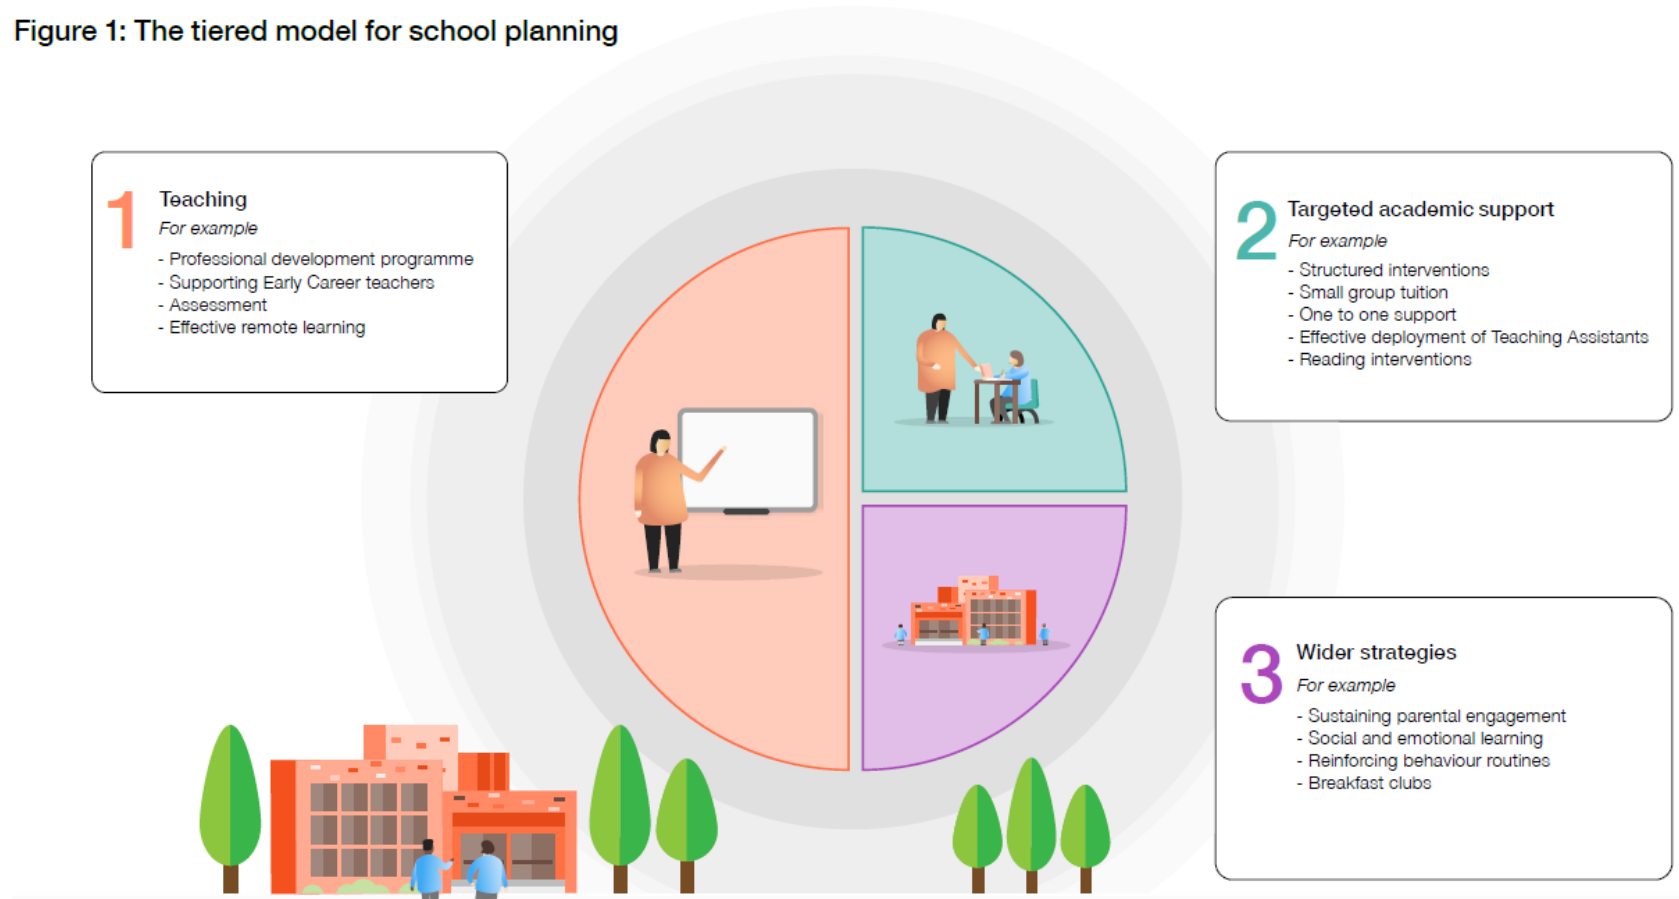 Figure 1: The tiered model for school planning
1
Teaching
For example
- Professional development programme
- Supporting Early Career teachers
- Assessment
- Effective remote learning
2
Targeted academic support
For example
- Structured interventions
- Small group tuition
- One to one support
- Effective deployment of Teaching Assistants
- Reading interventions
3
Wider strategies
For example
- Sustaining parental engagement
- Social and emotional learning
- Reinforcing behaviour routines
- Breakfast clubs